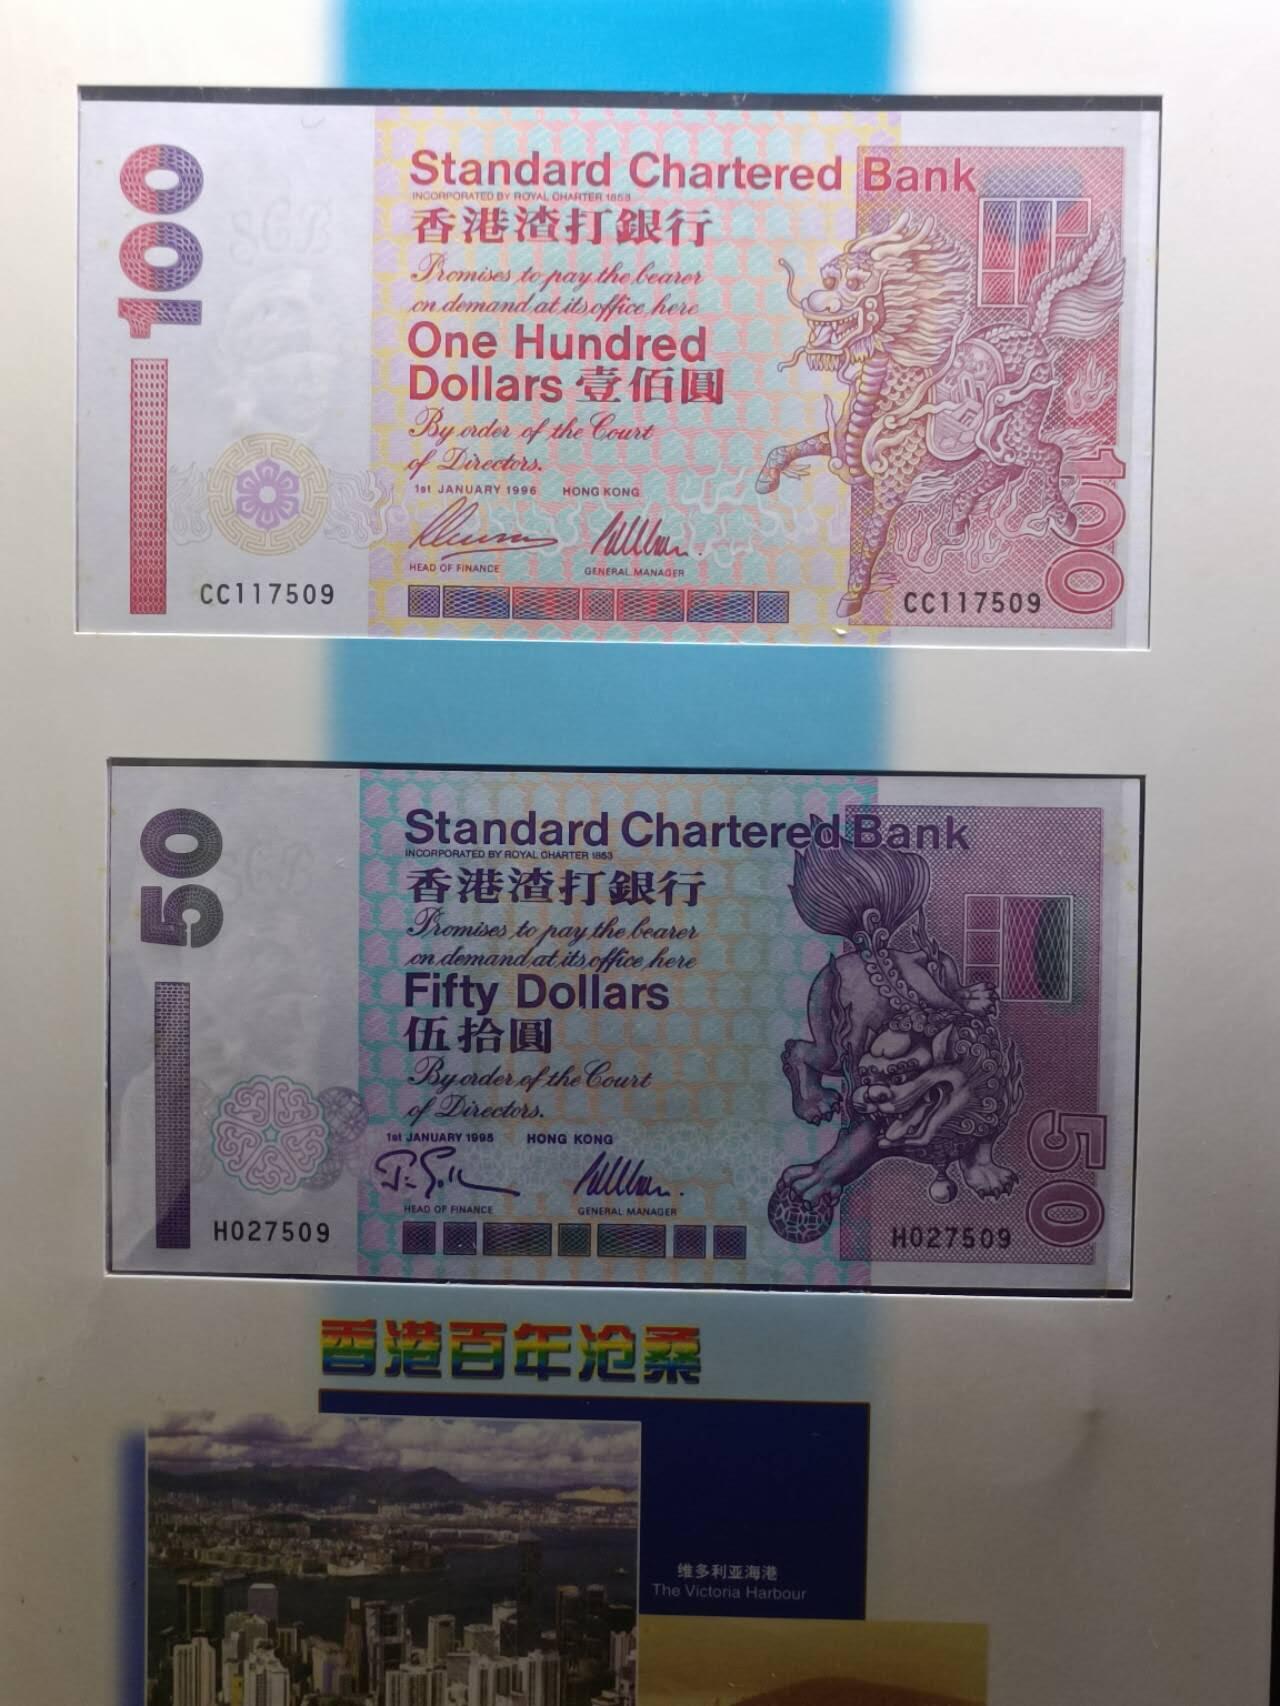 100
Standard Chartered Bank
INCORPORATED BY ROYAL CHARTER 1853
香港渣打銀行
Promises to pay the bearer
on demand at its office here
One Hundred
Dollars 壹佰圓
By order of the Court
of Directors.
1st JANUARY 1996 HONG KONG
HEAD OF FINANCE GENERAL MANAGER
CC117509
CC117509
100
50
Standard Chartered Bank
INCORPORATED BY ROYAL CHARTER 1853
香港渣打銀行
Promises to pay the bearer
on demand at its office here
Fifty Dollars
伍拾圓
By order of the Court
of Directors.
1st JANUARY 1995 HONG KONG
HEAD OF FINANCE GENERAL MANAGER
H027509
H027509
50
香港百年沧桑
维多利亚海港
The Victoria Harbour